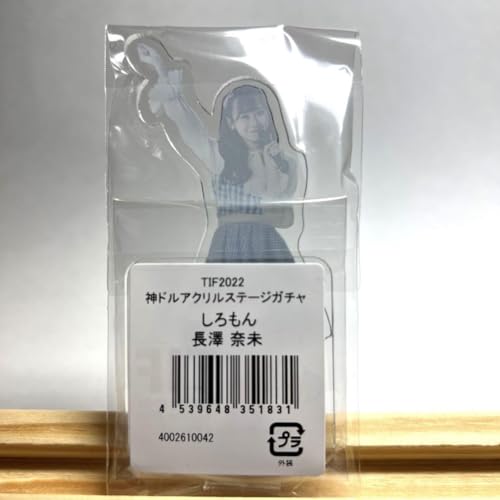 TIF2022
神ドルアクリルステージガチャ
しろもん
長澤 奈未
4 539648 351831
4002610042
プラ
外装